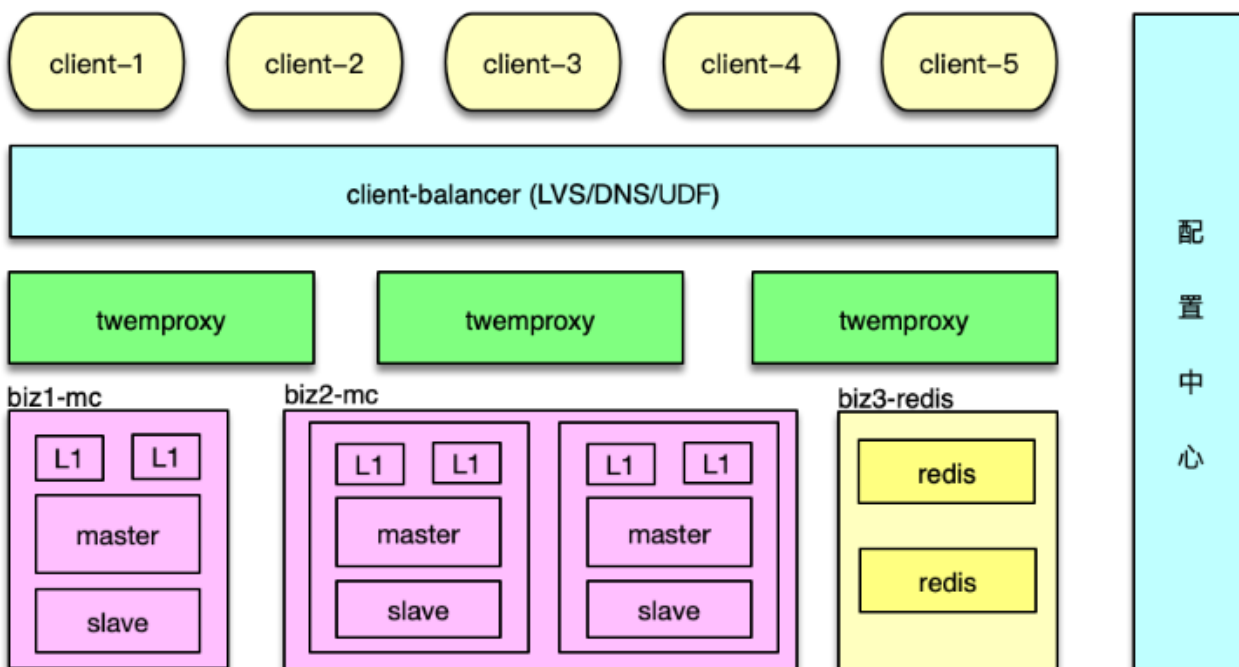 client–1
client–2
client–3
client–4
client–5
client-balancer (LVS/DNS/UDF)
twemproxy
twemproxy
twemproxy
biz1-mc
L1
L1
master
slave
biz2-mc
L1
L1
master
slave
L1
L1
master
slave
biz3-redis
redis
redis
配
置
中
心